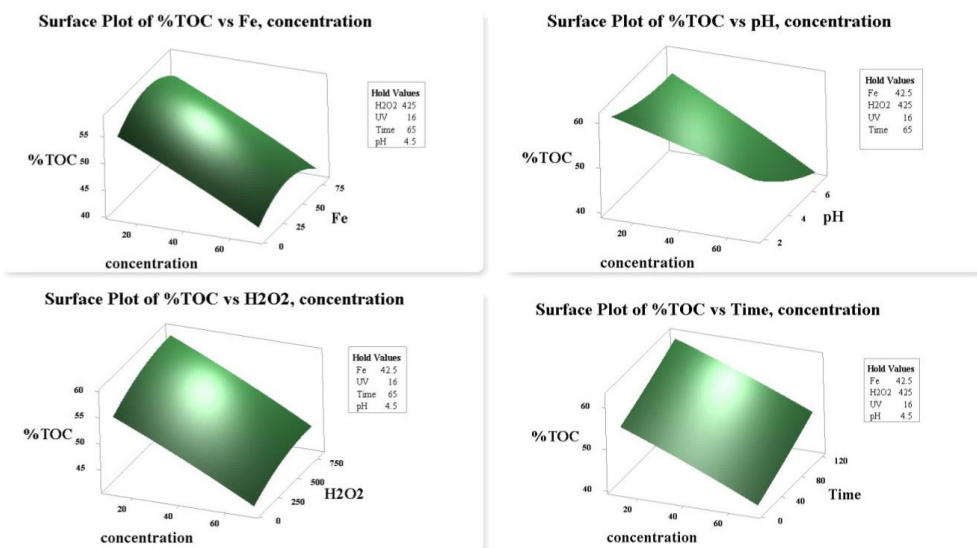 Surface Plot of %TOC vs Fe, concentration
Hold Values
H2O2 425
UV 16
Time 65
pH 4.5
55
50
45
40
%TOC
75
50
25
0
Fe
20
40
60
concentration
Surface Plot of %TOC vs pH, concentration
Hold Values
Fe 42.5
H2O2 425
UV 16
Time 65
60
50
40
%TOC
6
4
2
pH
20
40
60
concentration
Surface Plot of %TOC vs H2O2, concentration
Hold Values
Fe 42.5
UV 16
Time 65
pH 4.5
60
55
50
45
%TOC
750
500
250
0
H2O2
20
40
60
concentration
Surface Plot of %TOC vs Time, concentration
Hold Values
Fe 42.5
H2O2 425
UV 16
pH 4.5
60
50
40
%TOC
120
80
40
0
Time
20
40
60
concentration